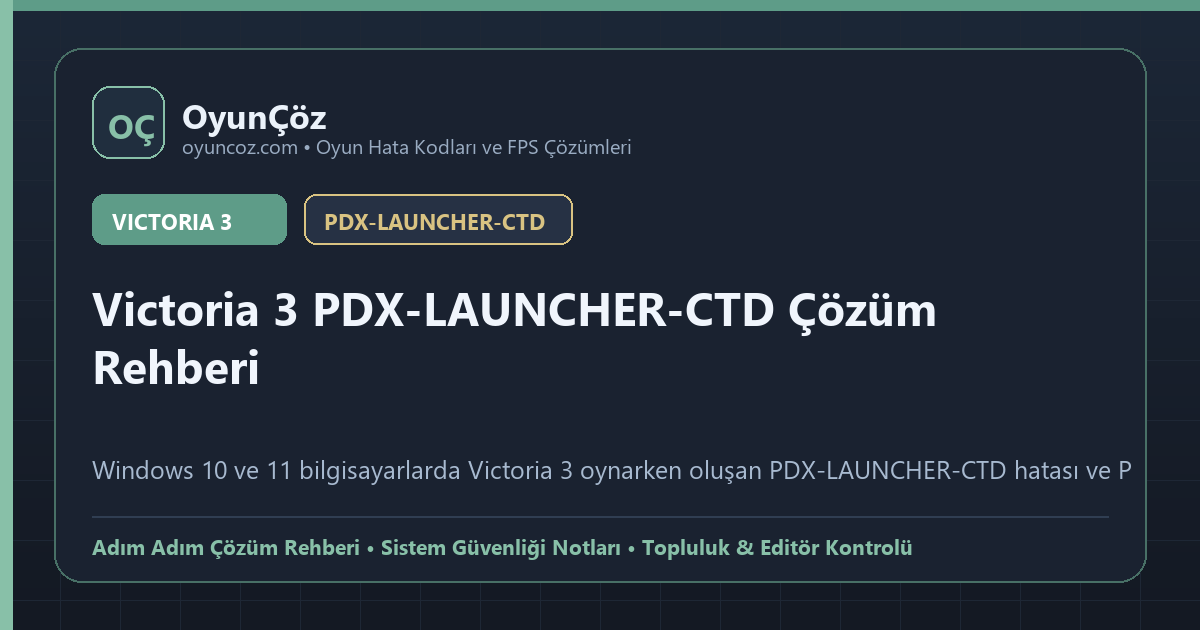 OÇ
OyunÇöz
oyuncoz.com • Oyun Hata Kodları ve FPS Çözümleri
VICTORIA 3
PDX-LAUNCHER-CTD
Victoria 3 PDX-LAUNCHER-CTD Çözüm
Rehberi
Windows 10 ve 11 bilgisayarlarda Victoria 3 oynarken oluşan PDX-LAUNCHER-CTD hatası ve P
Adım Adım Çözüm Rehberi • Sistem Güvenliği Notları • Topluluk & Editör Kontrolü